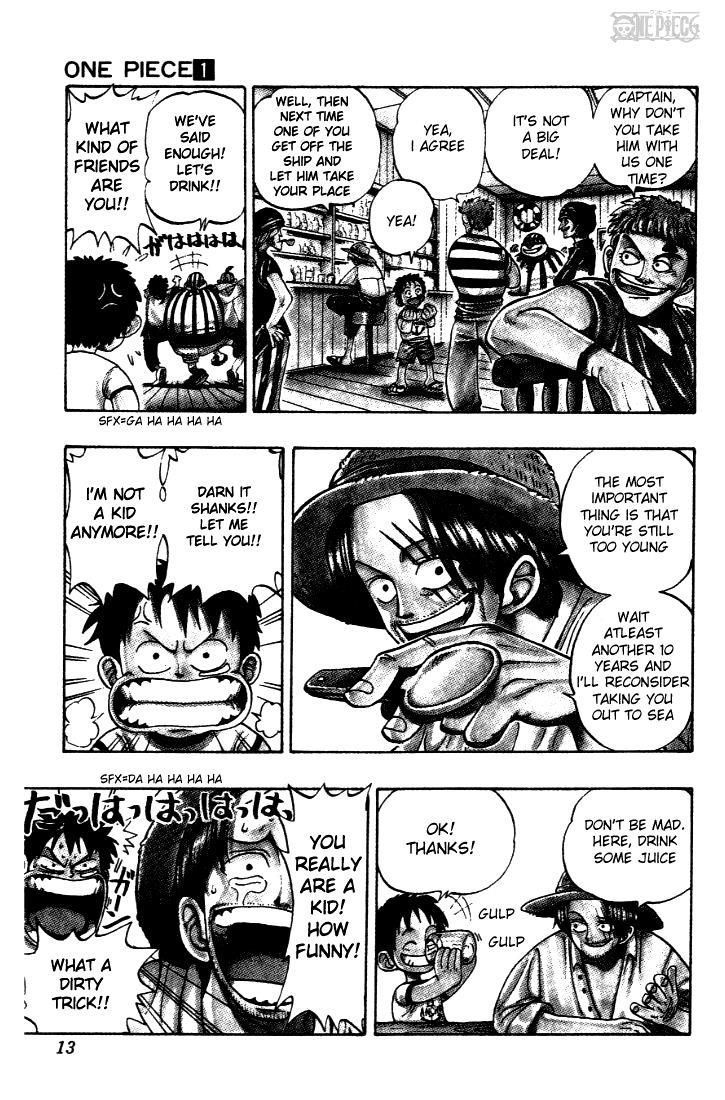 ワンピース
ONE PIECE
ONE PIECE 1
CAPTAIN,
WHY DON'T
YOU TAKE
HIM WITH
US ONE
TIME?
IT'S NOT
A BIG
DEAL!
YEA,
I AGREE
YEA!
WELL, THEN
NEXT TIME
ONE OF YOU
GET OFF THE
SHIP AND
LET HIM TAKE
YOUR PLACE
WE'VE
SAID
ENOUGH!
LET'S
DRINK!!
がはははは
WHAT
KIND OF
FRIENDS
ARE
YOU!!
SFX=GA HA HA HA HA
THE MOST
IMPORTANT
THING IS THAT
YOU'RE STILL
TOO YOUNG
WAIT
ATLEAST
ANOTHER 10
YEARS AND
I'LL RECONSIDER
TAKING YOU
OUT TO SEA
DARN IT
SHANKS!!
LET ME
TELL YOU!!
I'M NOT
A KID
ANYMORE!!
DON'T BE MAD.
HERE, DRINK
SOME JUICE
OK!
THANKS!
GULP
GULP
SFX=DA HA HA HA HA
だっはっはっはっはっ
YOU
REALLY
ARE A
KID!
HOW
FUNNY!
ガーン
WHAT A
DIRTY
TRICK!!
13